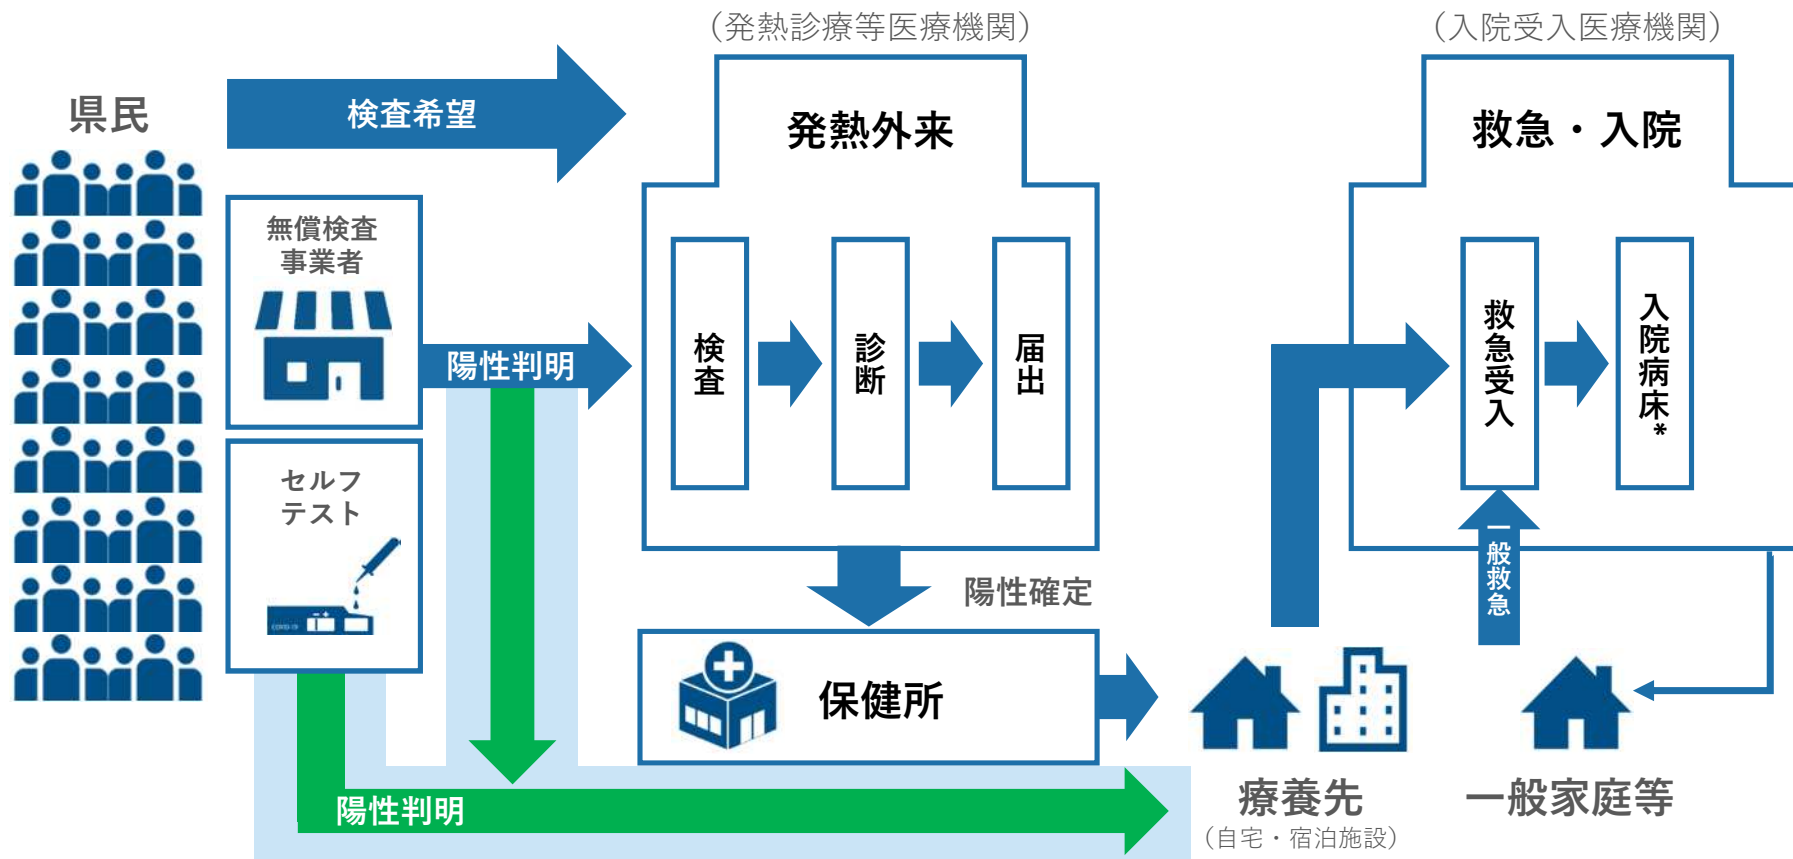 （発熱診療等医療機関）
（入院受入医療機関）
県民
検査希望
発熱外来
救急・入院
無償検査
事業者
陽性判明
検査
診断
届出
救急受入
入院病床*
セルフ
テスト
COVID-19
一般救急
陽性確定
保健所
陽性判明
療養先
（自宅・宿泊施設）
一般家庭等